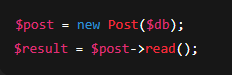 $post = new Post($db);
$result = $post->read();